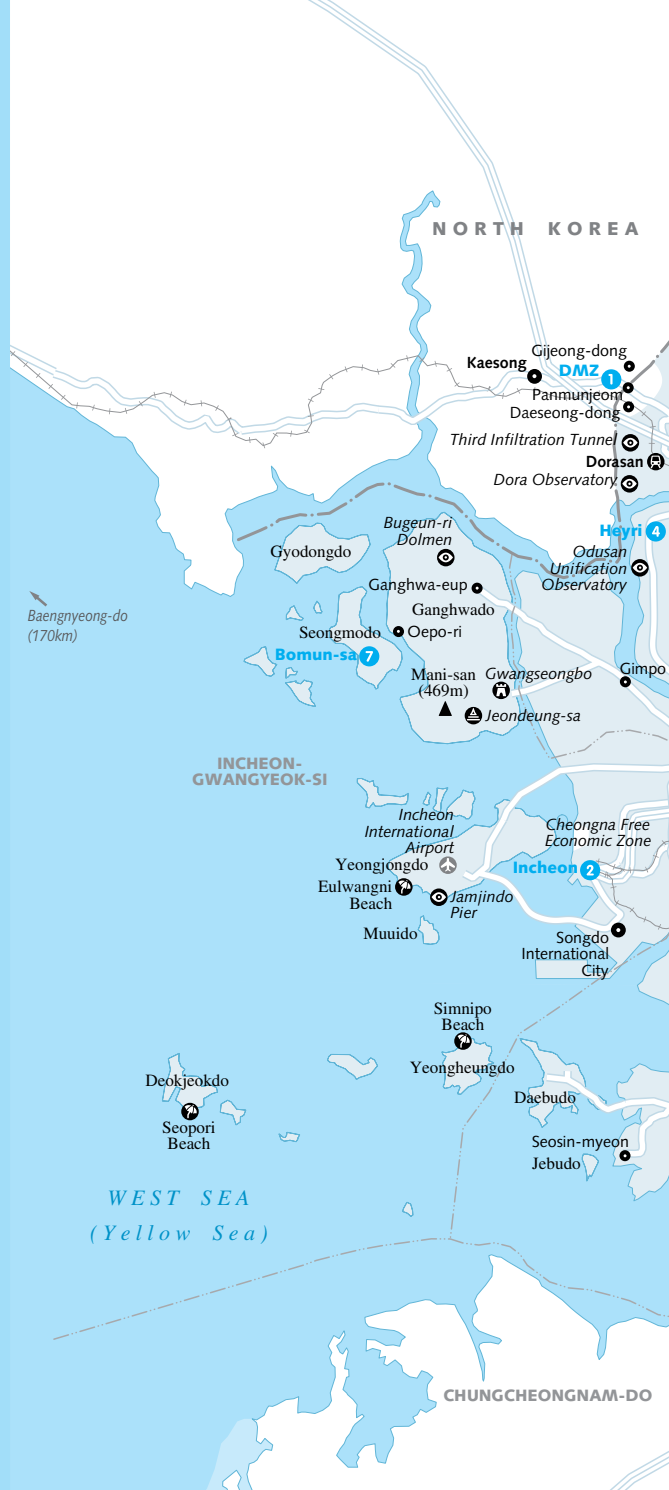 NORTH KOREA
Gijeong-dong
Kaesong
DMZ
1
Panmunjeom
Daeseong-dong
Third Infiltration Tunnel
Dorasan
Dora Observatory
Bugeun-ri
Dolmen
Heyri 4
Gyodongdo
Odusan
Unification
Observatory
Ganghwa-eup
Baengnyeong-do
(170km)
Ganghwado
Seongmodo
Oepo-ri
Bomun-sa 7
Mani-san
(469m)
Gwangseongbo
Gimpo
Jeondeung-sa
INCHEON-
GWANGYEOK-SI
Incheon
International
Airport
Cheongna Free
Economic Zone
Yeongjongdo
Incheon 2
Eulwangni
Beach
Jamjindo
Pier
Muuido
Songdo
International
City
Simnipo
Beach
Yeongheungdo
Deokjeokdo
Daebudo
Seopori
Beach
Seosin-myeon
Jebudo
WEST SEA
(Yellow Sea)
CHUNGCHEONGNAM-DO